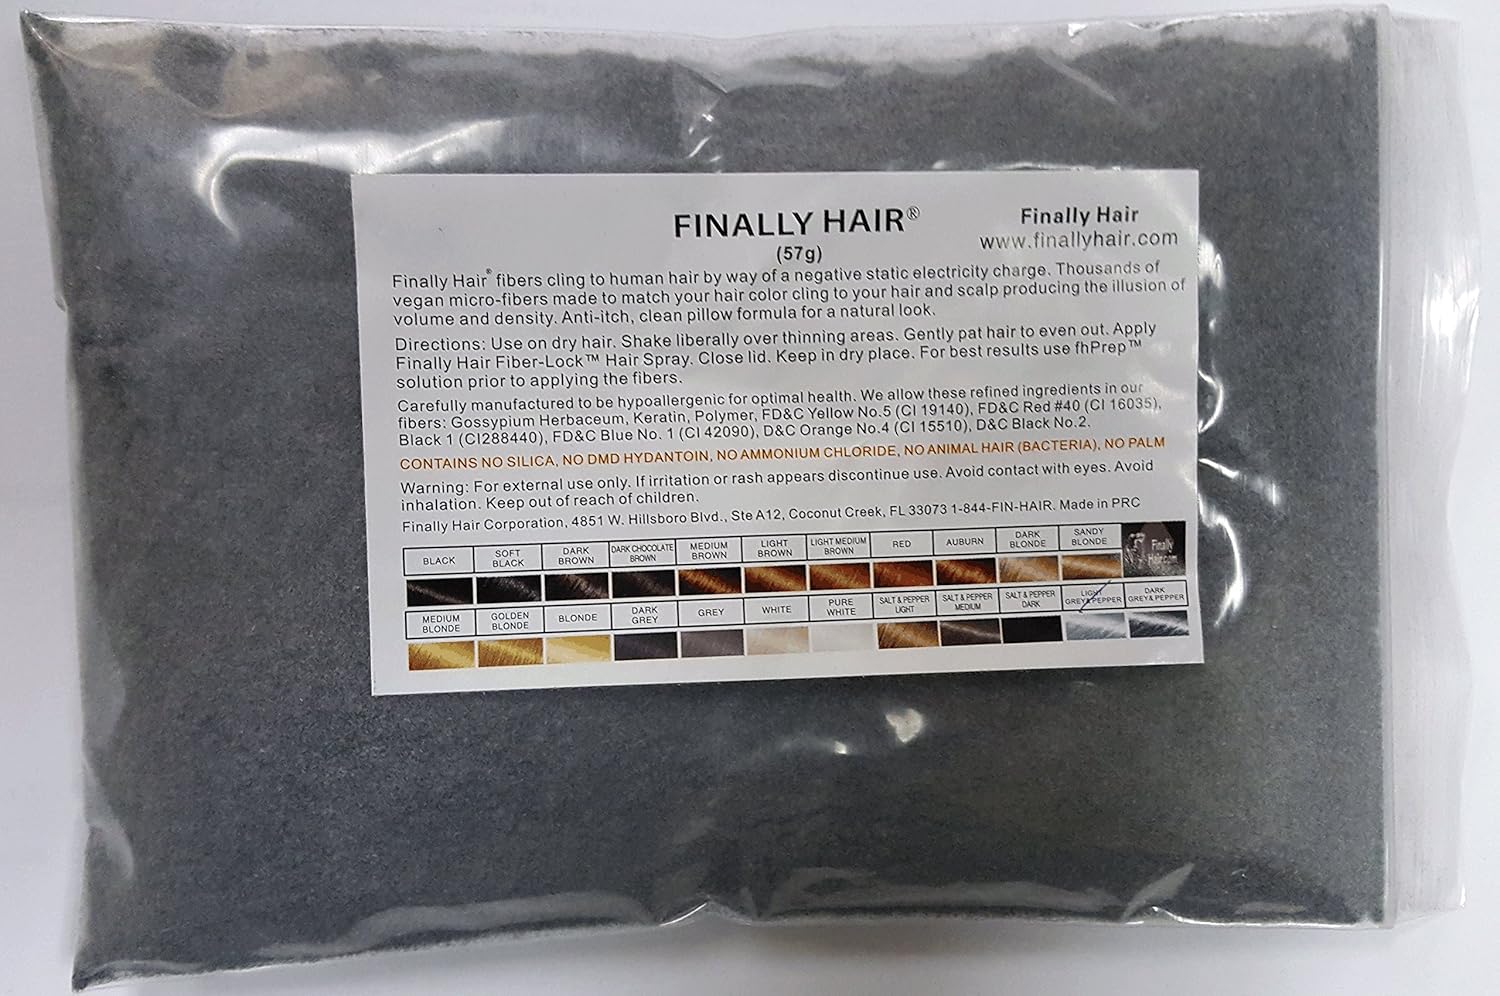 FINALLY HAIR®
(57g)
Finally Hair
www.finallyhair.com
Finally Hair® fibers cling to human hair by way of a negative static electricity charge. Thousands of
vegan micro-fibers made to match your hair color cling to your hair and scalp producing the illusion of
volume and density. Anti-itch, clean pillow formula for a natural look.
Directions: Use on dry hair. Shake liberally over thinning areas. Gently pat hair to even out. Apply
Finally Hair Fiber-Lock™ Hair Spray. Close lid. Keep in dry place. For best results use fhPrep™
solution prior to applying the fibers.
Carefully manufactured to be hypoallergenic for optimal health. We allow these refined ingredients in our
fibers: Gossypium Herbaceum, Keratin, Polymer, FD&C Yellow No.5 (CI 19140), FD&C Red #40 (CI 16035),
Black 1 (CI288440), FD&C Blue No. 1 (CI 42090), D&C Orange No.4 (CI 15510), D&C Black No.2.
CONTAINS NO SILICA, NO DMD HYDANTOIN, NO AMMONIUM CHLORIDE, NO ANIMAL HAIR (BACTERIA), NO PALM
Warning: For external use only. If irritation or rash appears discontinue use. Avoid contact with eyes. Avoid
inhalation. Keep out of reach of children.
Finally Hair Corporation, 4851 W. Hillsboro Blvd., Ste A12, Coconut Creek, FL 33073 1-844-FIN-HAIR. Made in PRC
BLACK
SOFT
BLACK
DARK
BROWN
DARK CHOCOLATE
BROWN
MEDIUM
BROWN
LIGHT
BROWN
LIGHT MEDIUM
BROWN
RED
AUBURN
DARK
BLONDE
SANDY
BLONDE
Finally
Hair.com
MEDIUM
BLONDE
GOLDEN
BLONDE
BLONDE
DARK
GREY
GREY
WHITE
PURE
WHITE
SALT & PEPPER
LIGHT
SALT & PEPPER
MEDIUM
SALT & PEPPER
DARK
LIGHT
GREY & PEPPER
DARK
GREY & PEPPER